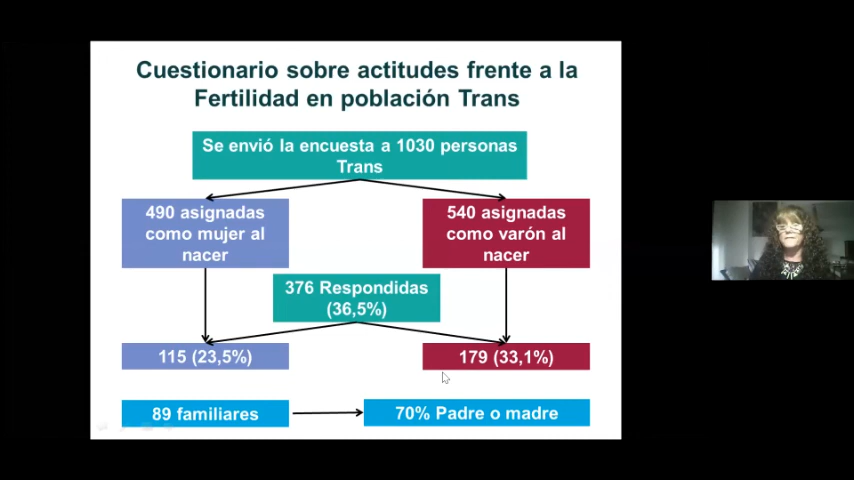 Cuestionario sobre actitudes frente a la
Fertilidad en población Trans
Se envió la encuesta a 1030 personas
Trans
490 asignadas
como mujer al
nacer
540 asignadas
como varón al
nacer
376 Respondidas
(36,5%)
115 (23,5%)
179 (33,1%)
89 familiares
70% Padre o madre